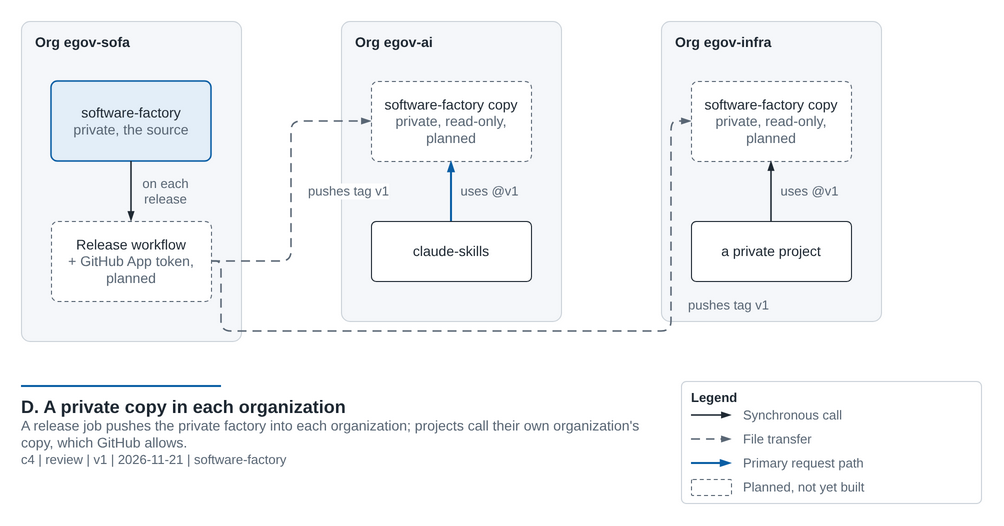 Org egov-sofa
software-factory
private, the source
on each
release
Release workflow
+ GitHub App token,
planned
Org egov-ai
software-factory copy
private, read-only,
planned
pushes tag v1
uses @v1
claude-skills
Org egov-infra
software-factory copy
private, read-only,
planned
uses @v1
a private project
pushes tag v1
D. A private copy in each organization
A release job pushes the private factory into each organization; projects call their own organization's
copy, which GitHub allows.
c4 | review | v1 | 2026-11-21 | software-factory
Legend
Synchronous call
File transfer
Primary request path
Planned, not yet built